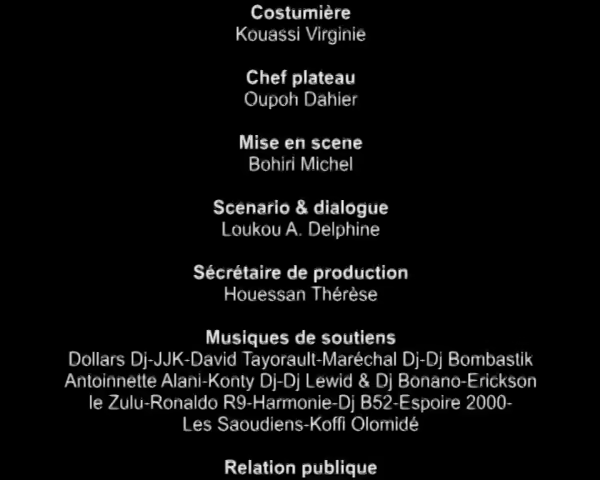 Costumière
Kouassi Virginie
Chef plateau
Oupoh Dahier
Mise en scene
Bohiri Michel
Scenario & dialogue
Loukou A. Delphine
Sécrétaire de production
Houessan Thérèse
Musiques de soutiens
Dollars Dj-JJK-David Tayorault-Maréchal Dj-Dj Bombastik
Antoinnette Alani-Konty Dj-Dj Lewid & Dj Bonano-Erickson
le Zulu-Ronaldo R9-Harmonie-Dj B52-Espoire 2000-
Les Saoudiens-Koffi Olomidé
Relation publique